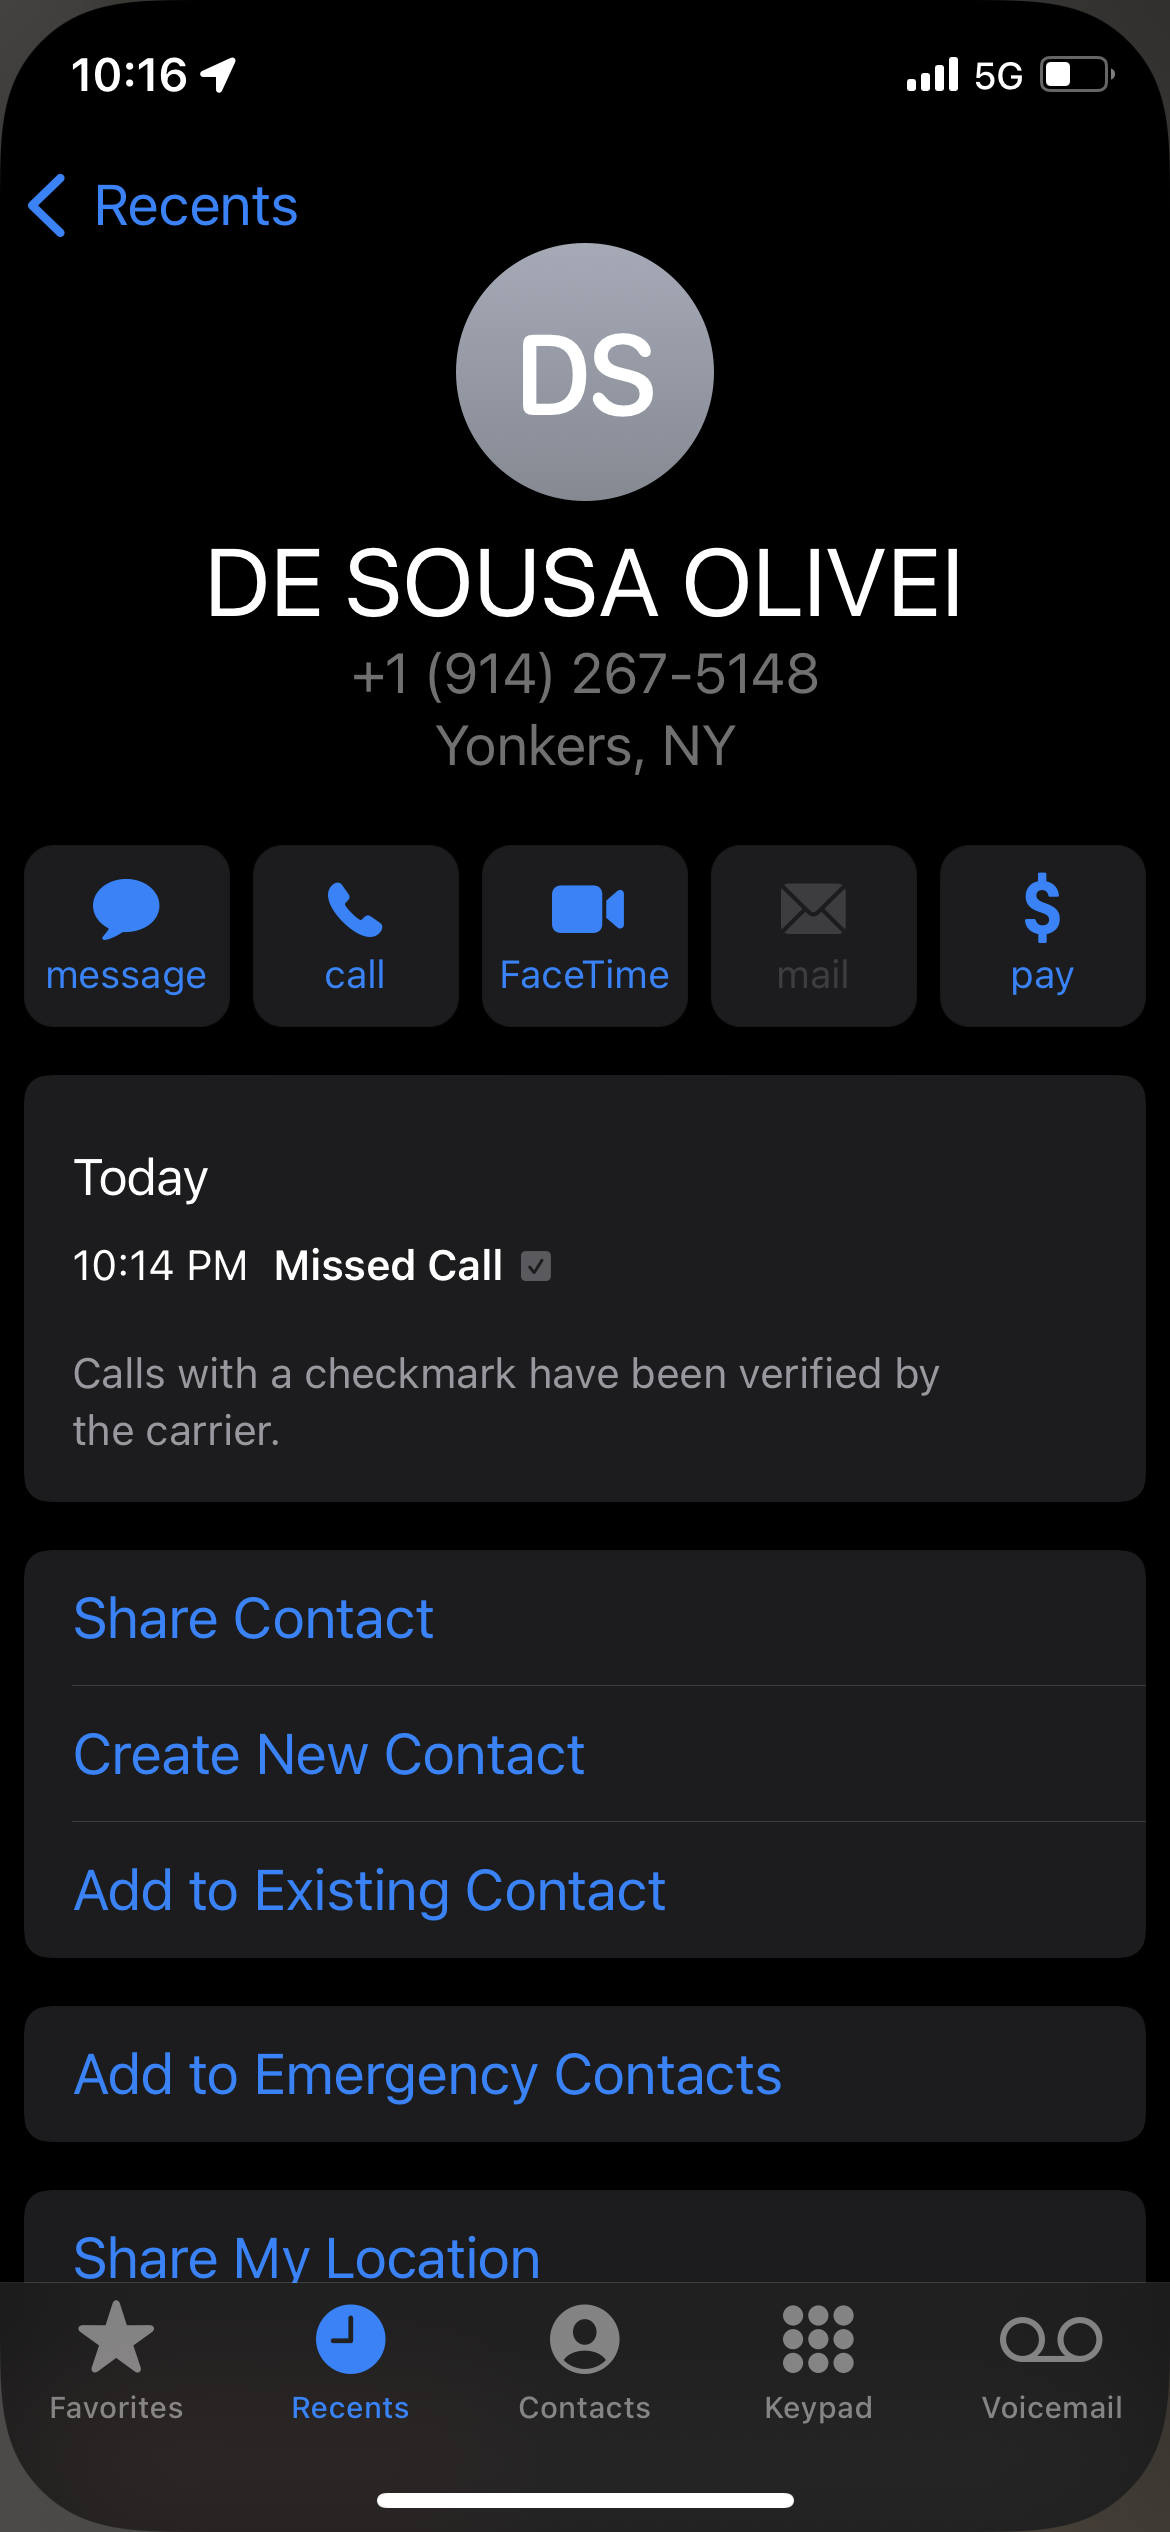 10:16 5G
Recents
DS
DE SOUSA OLIVEI
+1 (914) 267-5148
Yonkers, NY
message call FaceTime mail pay
Today
10:14 PM Missed Call
Calls with a checkmark have been verified by
the carrier.
Share Contact
Create New Contact
Add to Existing Contact
Add to Emergency Contacts
Share My Location
Favorites Recents Contacts Keypad Voicemail